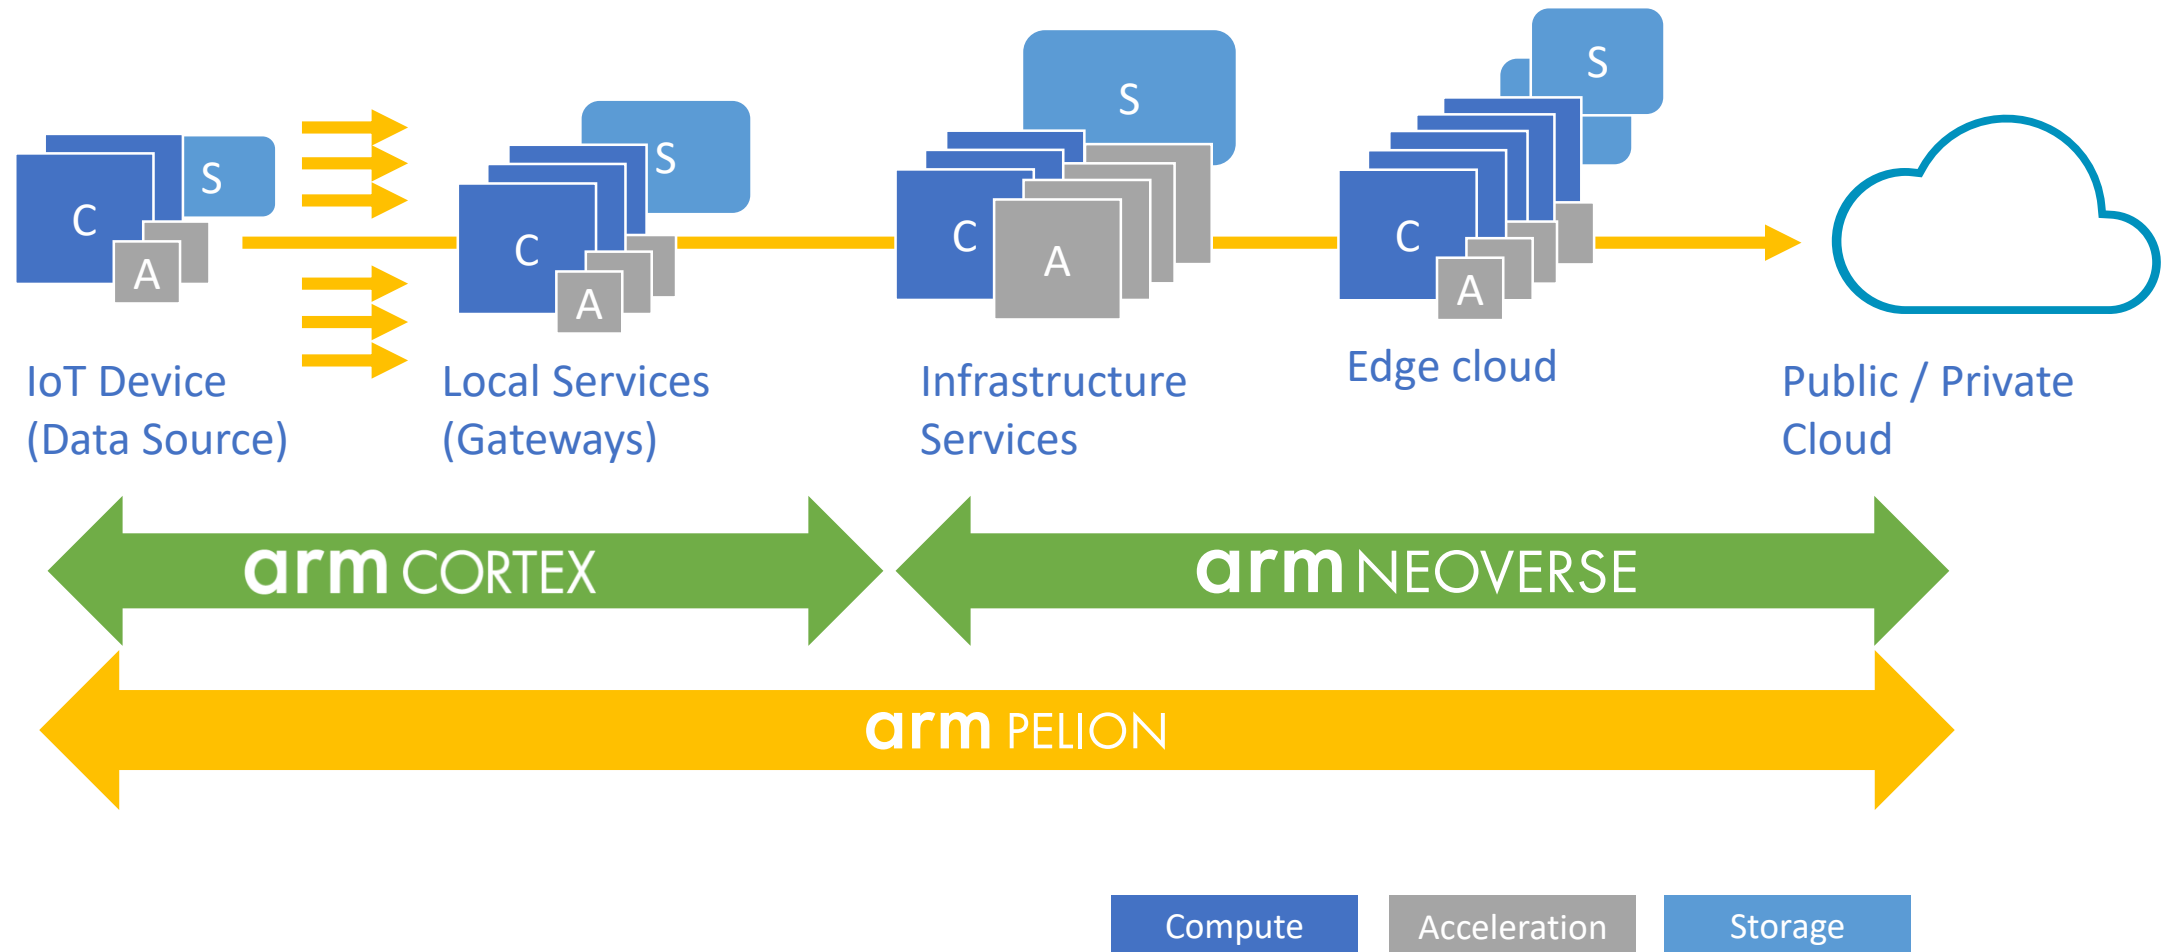 C
S
A
C
S
A
C
S
A
C
S
A
IoT Device
(Data Source)
Local Services
(Gateways)
Infrastructure
Services
Edge cloud
Public / Private
Cloud
arm CORTEX
arm NEOVERSE
arm PELION
Compute
Acceleration
Storage